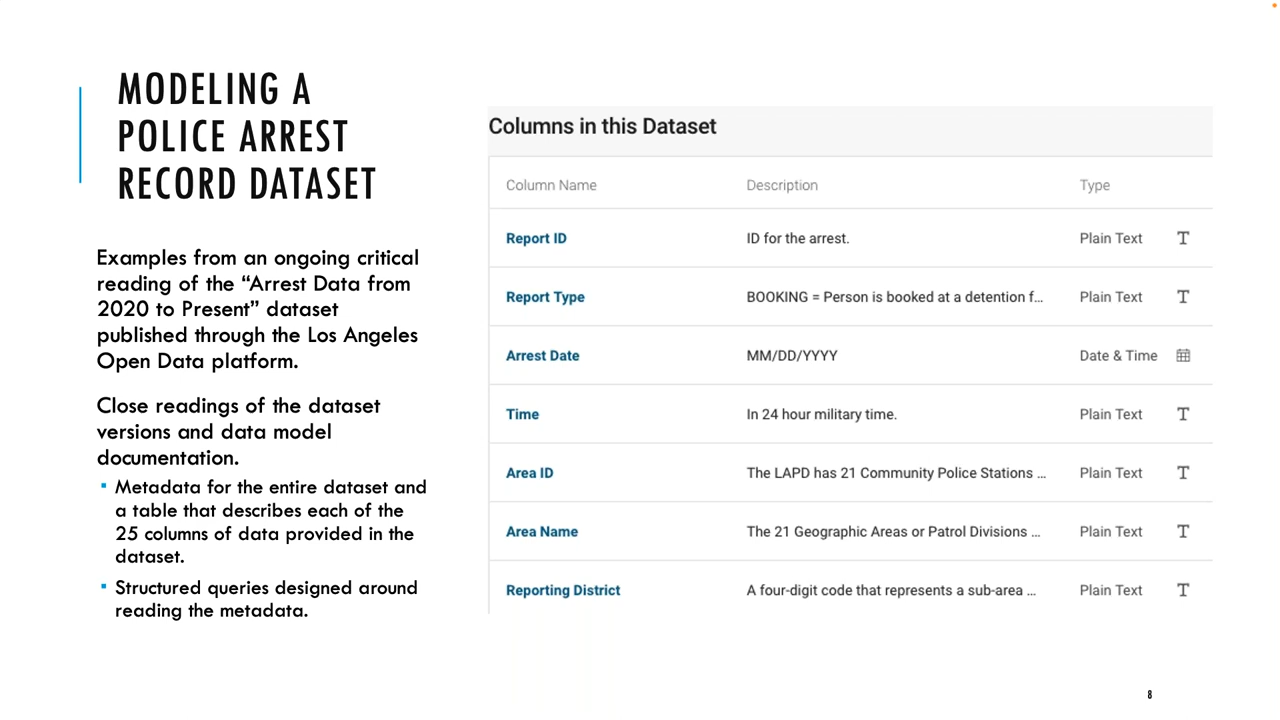 MODELING A
POLICE ARREST
RECORD DATASET
Examples from an ongoing critical
reading of the “Arrest Data from
2020 to Present” dataset
published through the Los Angeles
Open Data platform.
Close readings of the dataset
versions and data model
documentation.
▪ Metadata for the entire dataset and
a table that describes each of the
25 columns of data provided in the
dataset.
▪ Structured queries designed around
reading the metadata.
Columns in this Dataset
Column Name Description Type
Report ID ID for the arrest. Plain Text T
Report Type BOOKING = Person is booked at a detention f... Plain Text T
Arrest Date MM/DD/YYYY Date & Time
Time In 24 hour military time. Plain Text T
Area ID The LAPD has 21 Community Police Stations ... Plain Text T
Area Name The 21 Geographic Areas or Patrol Divisions ... Plain Text T
Reporting District A four-digit code that represents a sub-area ... Plain Text T
8